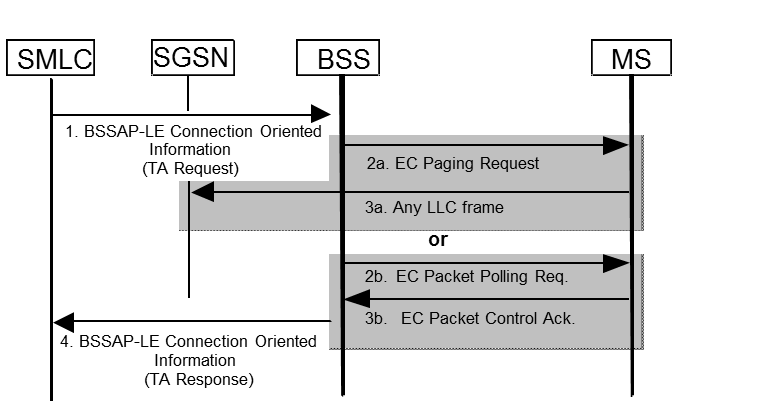 SMLC
SGSN
BSS
MS
1. BSSAP-LE Connection Oriented
Information
(TA Request)
2a. EC Paging Request
3a. Any LLC frame
or
2b. EC Packet Polling Req.
3b. EC Packet Control Ack.
4. BSSAP-LE Connection Oriented
Information
(TA Response)